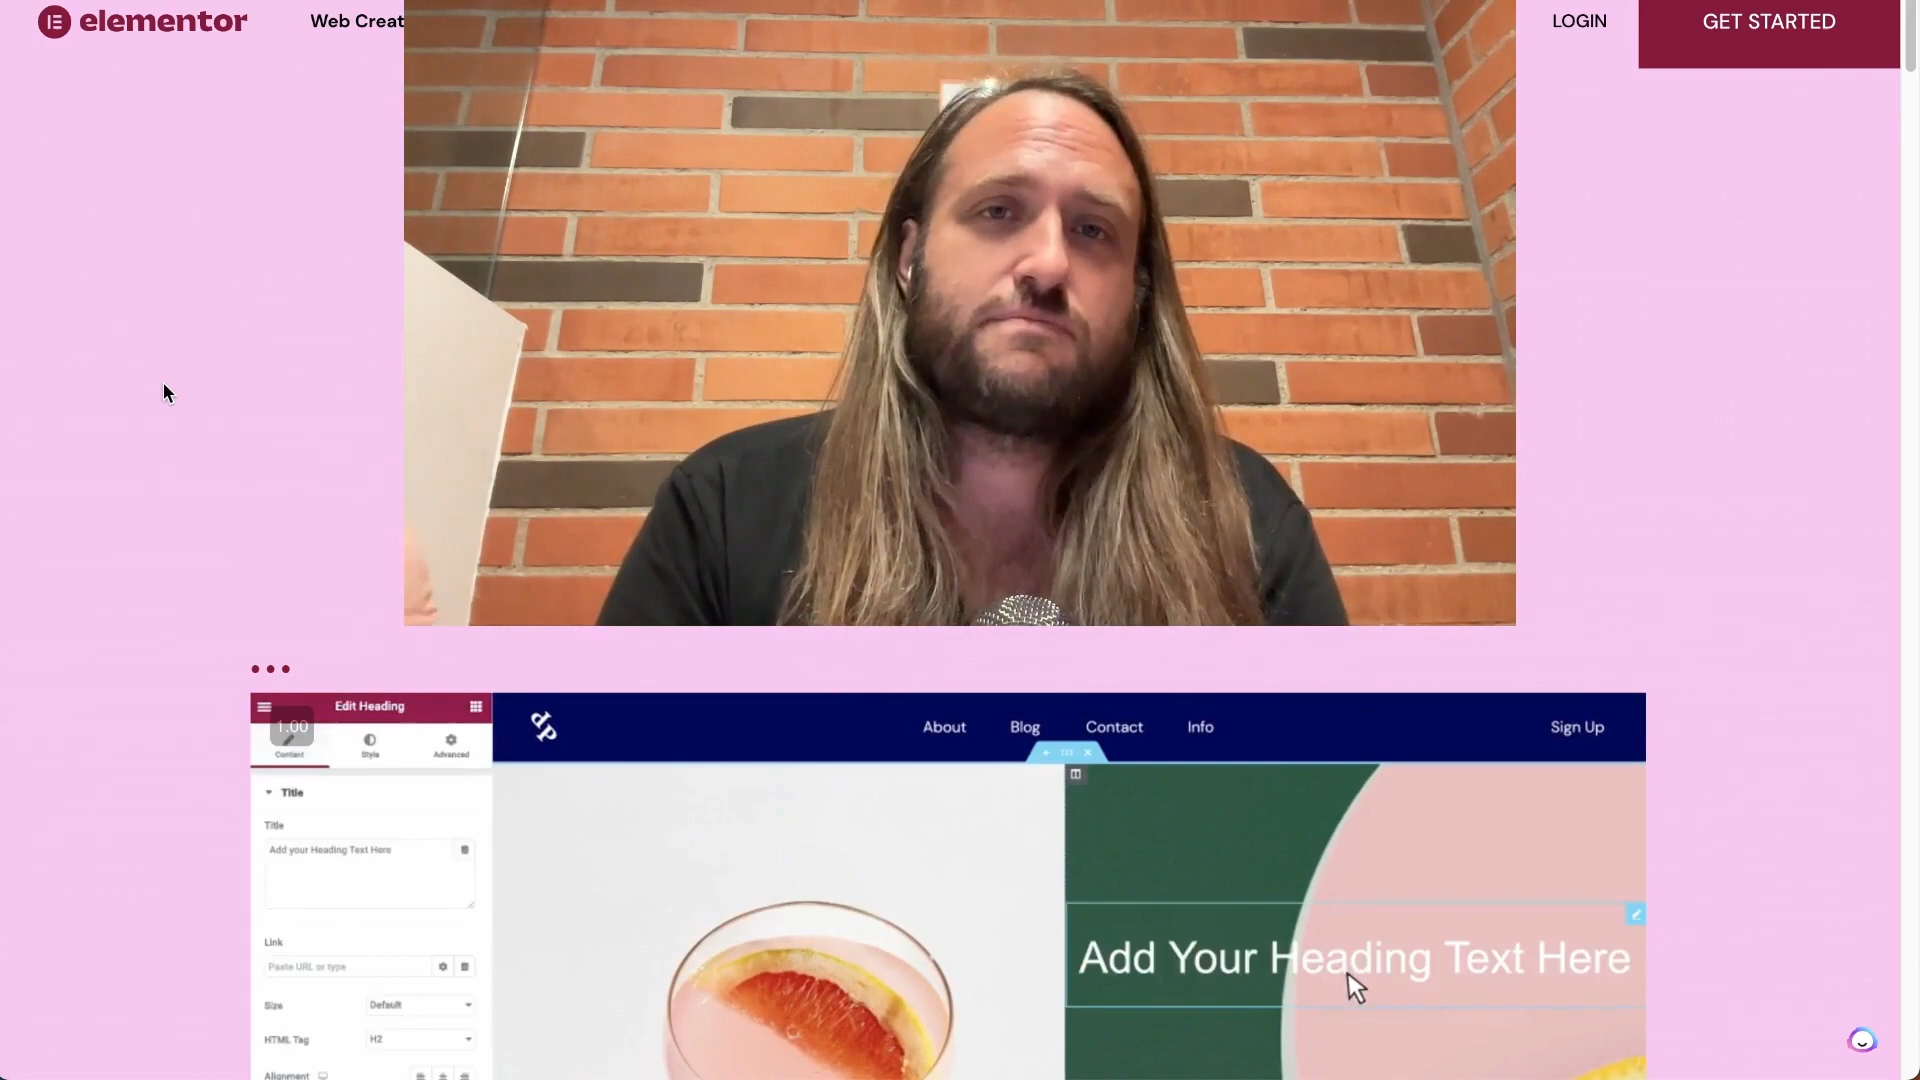 elementor
Web Creat
LOGIN
GET STARTED
Edit Heading
1.00
Content
Style
Advanced
About
Blog
Contact
Info
Sign Up
Title
Title
Add your Heading Text Here
Link
Paste URL or type
Size
Default
HTML Tag
H2
Alignment
Add Your Heading Text Here